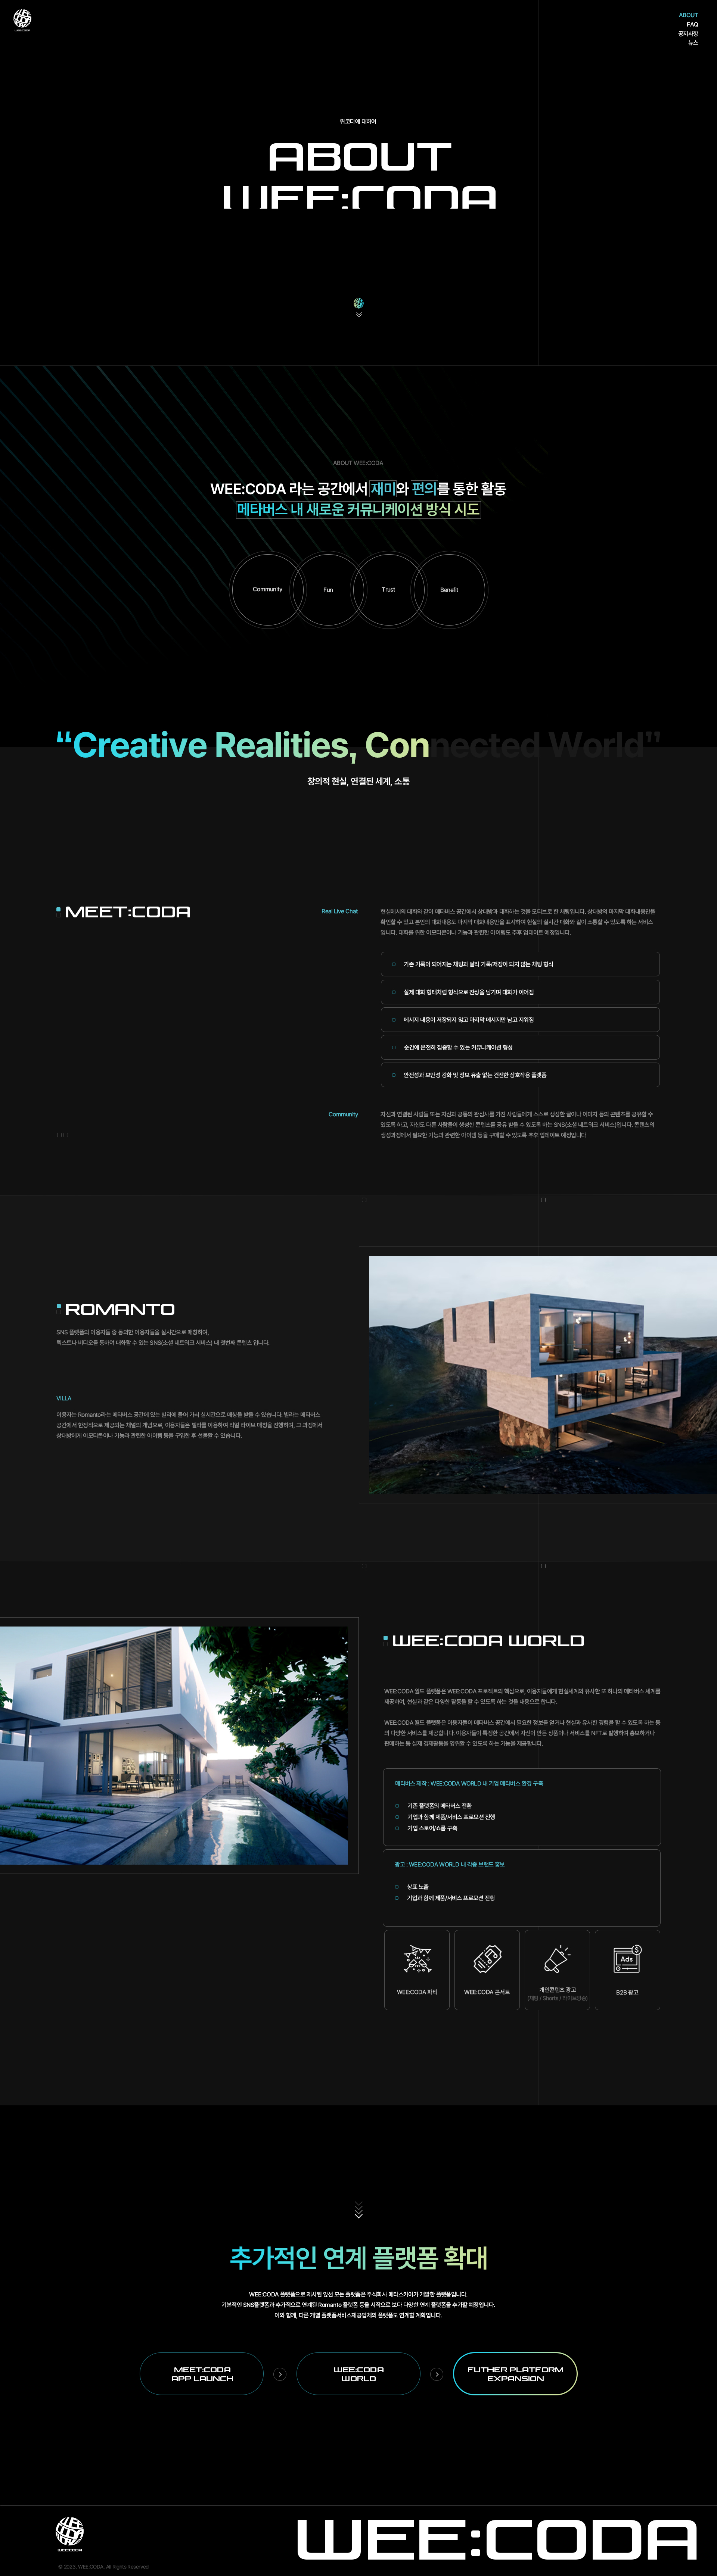 WEE:CODA
ABOUT
FAQ
공지사항
뉴스
위코다에 대하여
ABOUT
WEE:CODA
ABOUT WEE:CODA
WEE:CODA 라는 공간에서 재미와 편의를 통한 활동
메타버스 내 새로운 커뮤니케이션 방식 시도
Community
Fun
Trust
Benefit
“Creative Realities, Connected World”
창의적 현실, 연결된 세계, 소통
MEET:CODA
Real Live Chat
현실에서의 대화와 같이 메타버스 공간에서 상대방과 대화하는 것을 모티브로 한 채팅입니다. 상대방의 마지막 대화내용만을
확인할 수 있고 본인의 대화내용도 마지막 대화내용만을 표시하여 현실의 실시간 대화와 같이 소통할 수 있도록 하는 서비스
입니다. 대화를 위한 이모티콘이나 기능과 관련한 아이템도 추후 업데이트 예정입니다.
기존 기록이 되어지는 채팅과 달리 기록/저장이 되지 않는 채팅 형식
실제 대화 형태처럼 형식으로 잔상을 남기며 대화가 이어짐
메시지 내용이 저장되지 않고 마지막 메시지만 남고 지워짐
순간에 온전히 집중할 수 있는 커뮤니케이션 형성
안전성과 보안성 강화 및 정보 유출 없는 건전한 상호작용 플랫폼
Community
자신과 연결된 사람들 또는 자신과 공통의 관심사를 가진 사람들에게 스스로 생성한 글이나 이미지 등의 콘텐츠를 공유할 수
있도록 하고, 자신도 다른 사람들이 생성한 콘텐츠를 공유 받을 수 있도록 하는 SNS(소셜 네트워크 서비스)입니다. 콘텐츠의
생성과정에서 필요한 기능과 관련한 아이템 등을 구매할 수 있도록 추후 업데이트 예정입니다
ROMANTO
SNS 플랫폼의 이용자들 중 동의한 이용자들을 실시간으로 매칭하여,
텍스트나 비디오를 통하여 대화할 수 있는 SNS(소셜 네트워크 서비스) 내 첫번째 콘텐츠 입니다.
VILLA
이용자는 Romanto라는 메타버스 공간에 있는 빌라에 들어 가서 실시간으로 매칭을 받을 수 있습니다. 빌라는 메타버스
공간에서 한정적으로 제공되는 채널의 개념으로, 이용자들은 빌라를 이용하여 리얼 라이브 매칭을 진행하며, 그 과정에서
상대방에게 이모티콘이나 기능과 관련한 아이템 등을 구입한 후 선물할 수 있습니다.
WEE:CODA WORLD
WEE:CODA 월드 플랫폼은 WEE:CODA 프로젝트의 핵심으로, 이용자들에게 현실세계와 유사한 또 하나의 메타버스 세계를
제공하여, 현실과 같은 다양한 활동을 할 수 있도록 하는 것을 내용으로 합니다.
WEE:CODA 월드 플랫폼은 이용자들이 메타버스 공간에서 필요한 정보를 얻거나 현실과 유사한 경험을 할 수 있도록 하는 등
의 다양한 서비스를 제공합니다. 이용자들이 특정한 공간에서 자신이 만든 상품이나 서비스를 NFT로 발행하여 홍보하거나
판매하는 등 실제 경제활동을 영위할 수 있도록 하는 기능을 제공합니다.
메타버스 제작 : WEE:CODA WORLD 내 기업 메타버스 환경 구축
기존 플랫폼의 메타버스 전환
기업과 함께 제품/서비스 프로모션 진행
기업 스토어/쇼룸 구축
광고 : WEE:CODA WORLD 내 각종 브랜드 홍보
상표 노출
기업과 함께 제품/서비스 프로모션 진행
Ads
WEE:CODA 파티
WEE:CODA 콘서트
개인콘텐츠 광고
(채팅 / Shorts / 라이브방송)
B2B 광고
추가적인 연계 플랫폼 확대
WEE:CODA 플랫폼으로 제시된 앞선 모든 플랫폼은 주식회사 메타스카이가 개발한 플랫폼입니다.
기본적인 SNS플랫폼과 추가적으로 연계된 Romanto 플랫폼 등을 시작으로 보다 다양한 연계 플랫폼을 추가할 예정입니다.
이와 함께, 다른 개별 플랫폼서비스제공업체의 플랫폼도 연계할 계획입니다.
MEET:CODA
APP LAUNCH
WEE:CODA
WORLD
FUTHER PLATFORM
EXPANSION
WEE:CODA
WEE:CODA
© 2023. WEE:CODA. All Rights Reserved